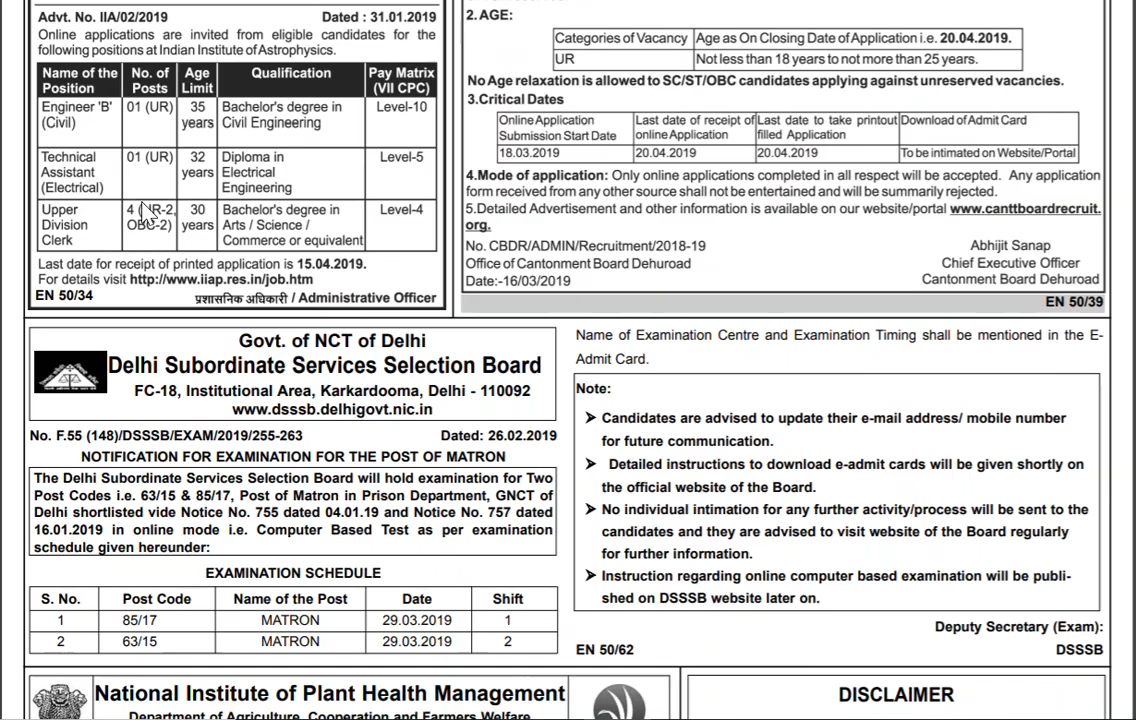 Advt. No. IIA/02/2019 Dated : 31.01.2019
Online applications are invited from eligible candidates for the
following positions at Indian Institute of Astrophysics.
Name of the Position No. of Posts Age Limit Qualification Pay Matrix (VII CPC)
Engineer 'B' (Civil) 01 (UR) 35 years Bachelor's degree in Civil Engineering Level-10
Technical Assistant (Electrical) 01 (UR) 32 years Diploma in Electrical Engineering Level-5
Upper Division Clerk 4 OBC-2) 30 years Bachelor's degree in Arts / Science / Commerce or equivalent Level-4
Last date for receipt of printed application is 15.04.2019.
For details visit http://www.iiap.res.in/job.htm
EN 50/34 प्रशासनिक अधिकारी / Administrative Officer
2. AGE:
Categories of Vacancy Age as On Closing Date of Application i.e. 20.04.2019.
UR Not less than 18 years to not more than 25 years.
No Age relaxation is allowed to SC/ST/OBC candidates applying against unreserved vacancies.
3.Critical Dates
Online Application Submission Start Date Last date of receipt of online Application Last date to take printout filled Application Download of Admit Card
18.03.2019 20.04.2019 20.04.2019 To be intimated on Website/Portal
4.Mode of application: Only online applications completed in all respect will be accepted. Any application
form received from any other source shall not be entertained and will be summarily rejected.
5.Detailed Advertisement and other information is available on our website/portal www.canttboardrecruit.
org.
No. CBDR/ADMIN/Recruitment/2018-19 Abhijit Sanap
Office of Cantonment Board Dehuroad Chief Executive Officer
Date:-16/03/2019 Cantonment Board Dehuroad
EN 50/39
Govt. of NCT of Delhi
Delhi Subordinate Services Selection Board
FC-18, Institutional Area, Karkardooma, Delhi - 110092
www.dsssb.delhigovt.nic.in
No. F.55 (148)/DSSSB/EXAM/2019/255-263 Dated: 26.02.2019
NOTIFICATION FOR EXAMINATION FOR THE POST OF MATRON
The Delhi Subordinate Services Selection Board will hold examination for Two
Post Codes i.e. 63/15 & 85/17, Post of Matron in Prison Department, GNCT of
Delhi shortlisted vide Notice No. 755 dated 04.01.19 and Notice No. 757 dated
16.01.2019 in online mode i.e. Computer Based Test as per examination
schedule given hereunder:
EXAMINATION SCHEDULE
S. No. Post Code Name of the Post Date Shift
1 85/17 MATRON 29.03.2019 1
2 63/15 MATRON 29.03.2019 2
Name of Examination Centre and Examination Timing shall be mentioned in the E-
Admit Card.
Note:
➤ Candidates are advised to update their e-mail address/ mobile number
for future communication.
➤ Detailed instructions to download e-admit cards will be given shortly on
the official website of the Board.
➤ No individual intimation for any further activity/process will be sent to the
candidates and they are advised to visit website of the Board regularly
for further information.
➤ Instruction regarding online computer based examination will be publi-
shed on DSSSB website later on.
Deputy Secretary (Exam):
EN 50/62 DSSSB
National Institute of Plant Health Management
Department of Agriculture, Cooperation and Farmers Welfare
DISCLAIMER